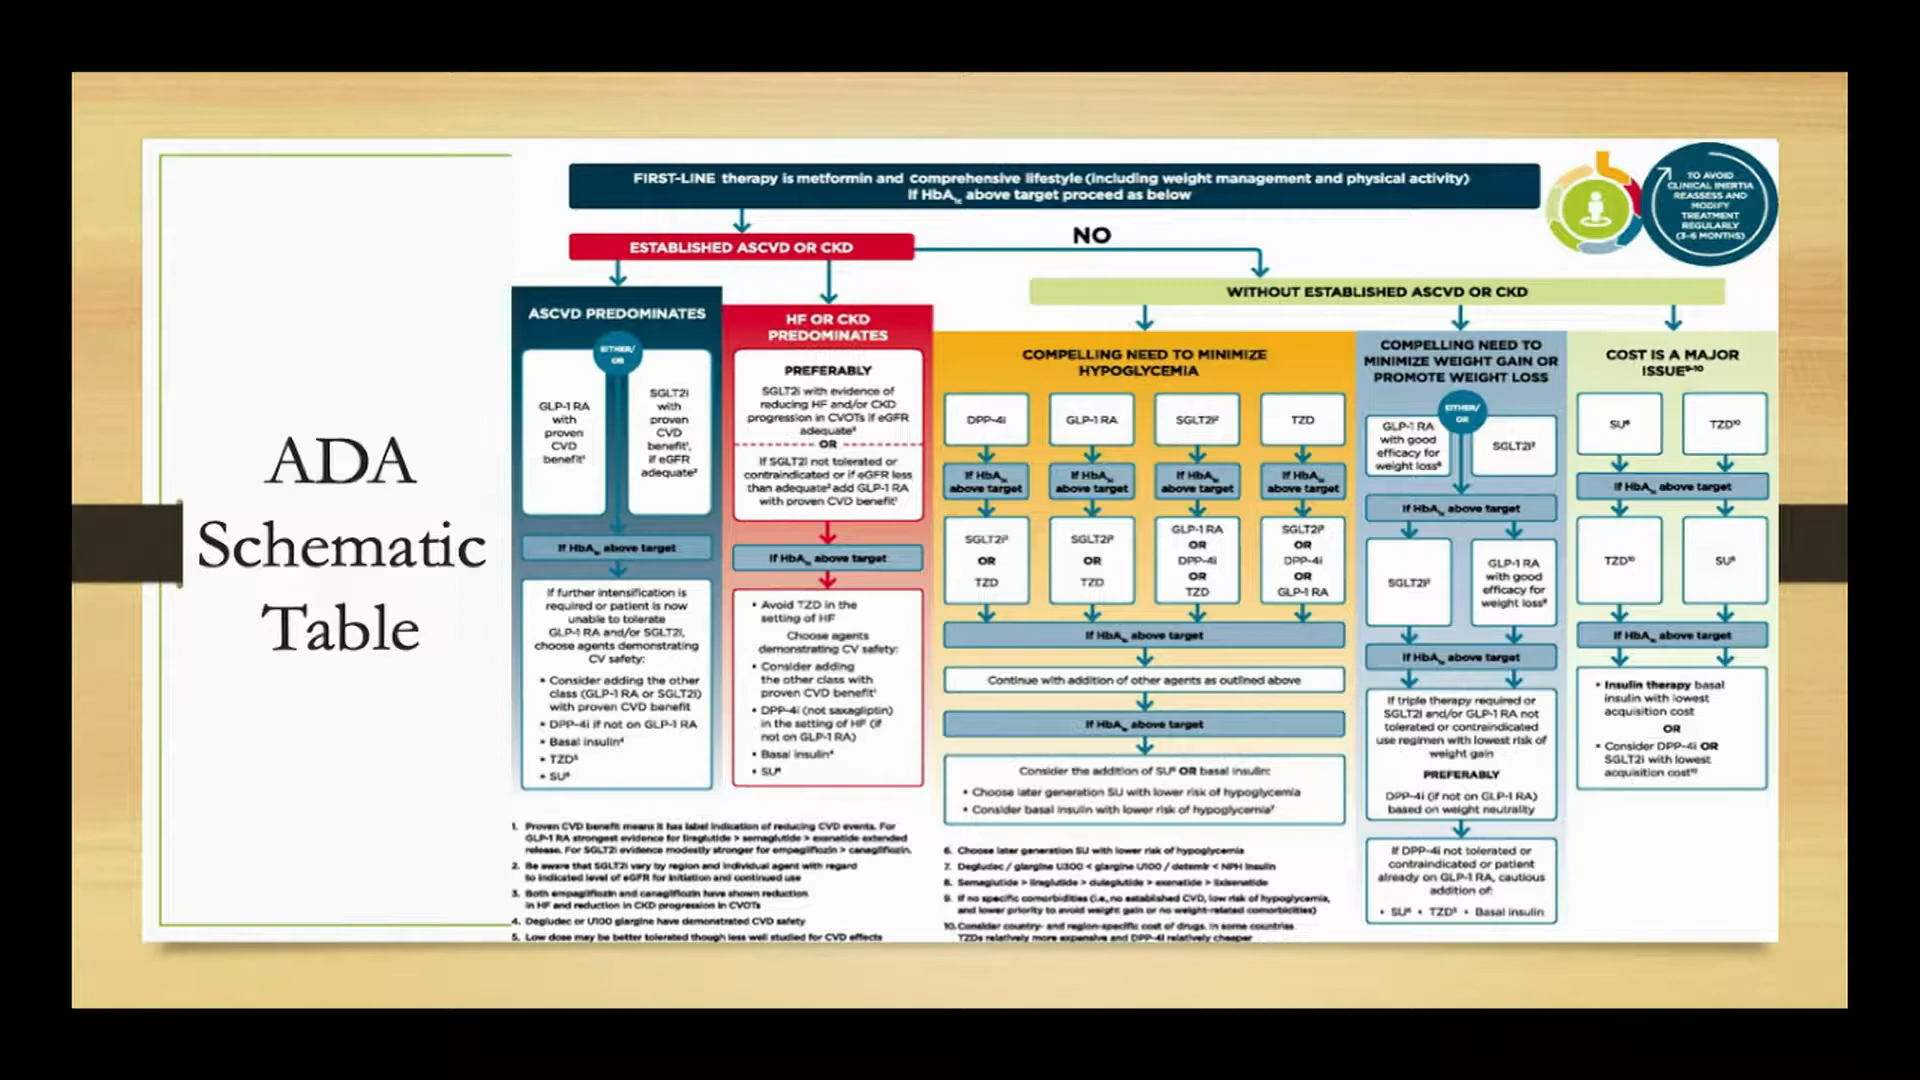 ADA
Schematic
Table
FIRST-LINE therapy is metformin and comprehensive lifestyle (including weight management and physical activity)
If HbA1c above target proceed as below
TO AVOID
CLINICAL INERTIA
REASSESS AND
MODIFY
TREATMENT
REGULARLY
(3-6 MONTHS)
ESTABLISHED ASCVD OR CKD
NO
WITHOUT ESTABLISHED ASCVD OR CKD
ASCVD PREDOMINATES
EITHER/
OR
GLP-1 RA
with
proven
CVD
benefit¹
SGLT2i
with
proven
CVD
benefit¹,
if eGFR
adequate²
If HbA1c above target
If further intensification is
required or patient is now
unable to tolerate
GLP-1 RA and/or SGLT2i,
choose agents demonstrating
CV safety:
• Consider adding the other
class (GLP-1 RA or SGLT2i)
with proven CVD benefit
• DPP-4i if not on GLP-1 RA
• Basal insulin⁴
• TZD⁵
• SU⁶
HF OR CKD
PREDOMINATES
PREFERABLY
SGLT2i with evidence of
reducing HF and/or CKD
progression in CVOTs if eGFR
adequate³
OR
If SGLT2i not tolerated or
contraindicated or if eGFR less
than adequate² add GLP-1 RA
with proven CVD benefit¹
If HbA1c above target
• Avoid TZD in the
setting of HF
Choose agents
demonstrating CV safety:
• Consider adding
the other class with
proven CVD benefit¹
• DPP-4i (not saxagliptin)
in the setting of HF (if
not on GLP-1 RA)
• Basal insulin⁴
• SU⁶
COMPELLING NEED TO MINIMIZE
HYPOGLYCEMIA
DPP-4i
GLP-1 RA
SGLT2i²
TZD
If HbA1c
above target
If HbA1c
above target
If HbA1c
above target
If HbA1c
above target
SGLT2i²
OR
TZD
SGLT2i²
OR
TZD
GLP-1 RA
OR
DPP-4i
OR
TZD
SGLT2i²
OR
DPP-4i
OR
GLP-1 RA
If HbA1c above target
Continue with addition of other agents as outlined above
If HbA1c above target
Consider the addition of SU⁶ OR basal insulin:
• Choose later generation SU with lower risk of hypoglycemia
• Consider basal insulin with lower risk of hypoglycemia⁷
COMPELLING NEED TO
MINIMIZE WEIGHT GAIN OR
PROMOTE WEIGHT LOSS
EITHER/
OR
GLP-1 RA
with good
efficacy for
weight loss⁸
SGLT2i²
If HbA1c above target
SGLT2i²
GLP-1 RA
with good
efficacy for
weight loss⁸
If HbA1c above target
If triple therapy required or
SGLT2i and/or GLP-1 RA not
tolerated or contraindicated
use regimen with lowest risk of
weight gain
PREFERABLY
DPP-4i (if not on GLP-1 RA)
based on weight neutrality
If DPP-4i not tolerated or
contraindicated or patient
already on GLP-1 RA, cautious
addition of:
• SU⁶ • TZD⁵ • Basal insulin
COST IS A MAJOR
ISSUE⁹⁻¹⁰
SU⁶
TZD¹⁰
If HbA1c above target
TZD¹⁰
SU⁶
If HbA1c above target
• Insulin therapy basal
insulin with lowest
acquisition cost
OR
• Consider DPP-4i OR
SGLT2i with lowest
acquisition cost¹⁰
1. Proven CVD benefit means it has label indication of reducing CVD events. For
GLP-1 RA strongest evidence for liraglutide > semaglutide > exenatide extended
release. For SGLT2i evidence modestly stronger for empagliflozin > canagliflozin.
2. Be aware that SGLT2i vary by region and individual agent with regard
to indicated level of eGFR for initiation and continued use
3. Both empagliflozin and canagliflozin have shown reduction
in HF and reduction in CKD progression in CVOTs
4. Degludec or U100 glargine have demonstrated CVD safety
5. Low dose may be better tolerated though less well studied for CVD effects
6. Choose later generation SU with lower risk of hypoglycemia
7. Degludec / glargine U300 < glargine U100 / detemir < NPH insulin
8. Semaglutide > liraglutide > dulaglutide > exenatide > lixisenatide
9. If no specific comorbidities (i.e., no established CVD, low risk of hypoglycemia,
and lower priority to avoid weight gain or no weight-related comorbidities)
10. Consider country- and region-specific cost of drugs. In some countries
TZDs relatively more expensive and DPP-4i relatively cheaper